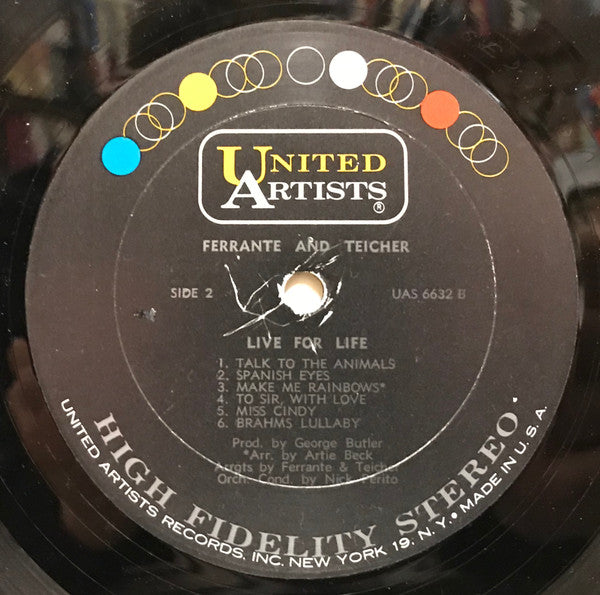 UNITED
ARTISTS®
FERRANTE AND TEICHER
SIDE 2
UAS 6632 B
LIVE FOR LIFE
1. TALK TO THE ANIMALS
2. SPANISH EYES
3. MAKE ME RAINBOWS*
4. TO SIR, WITH LOVE
5. MISS CINDY
6. BRAHMS LULLABY
Prod. by George Butler
*Arr. by Artie Beck
Arrgts by Ferrante & Teicher
Orch. Cond. by Nick Perito
HIGH FIDELITY STEREO
UNITED ARTISTS RECORDS, INC. NEW YORK 19, N.Y. • MADE IN U.S.A.